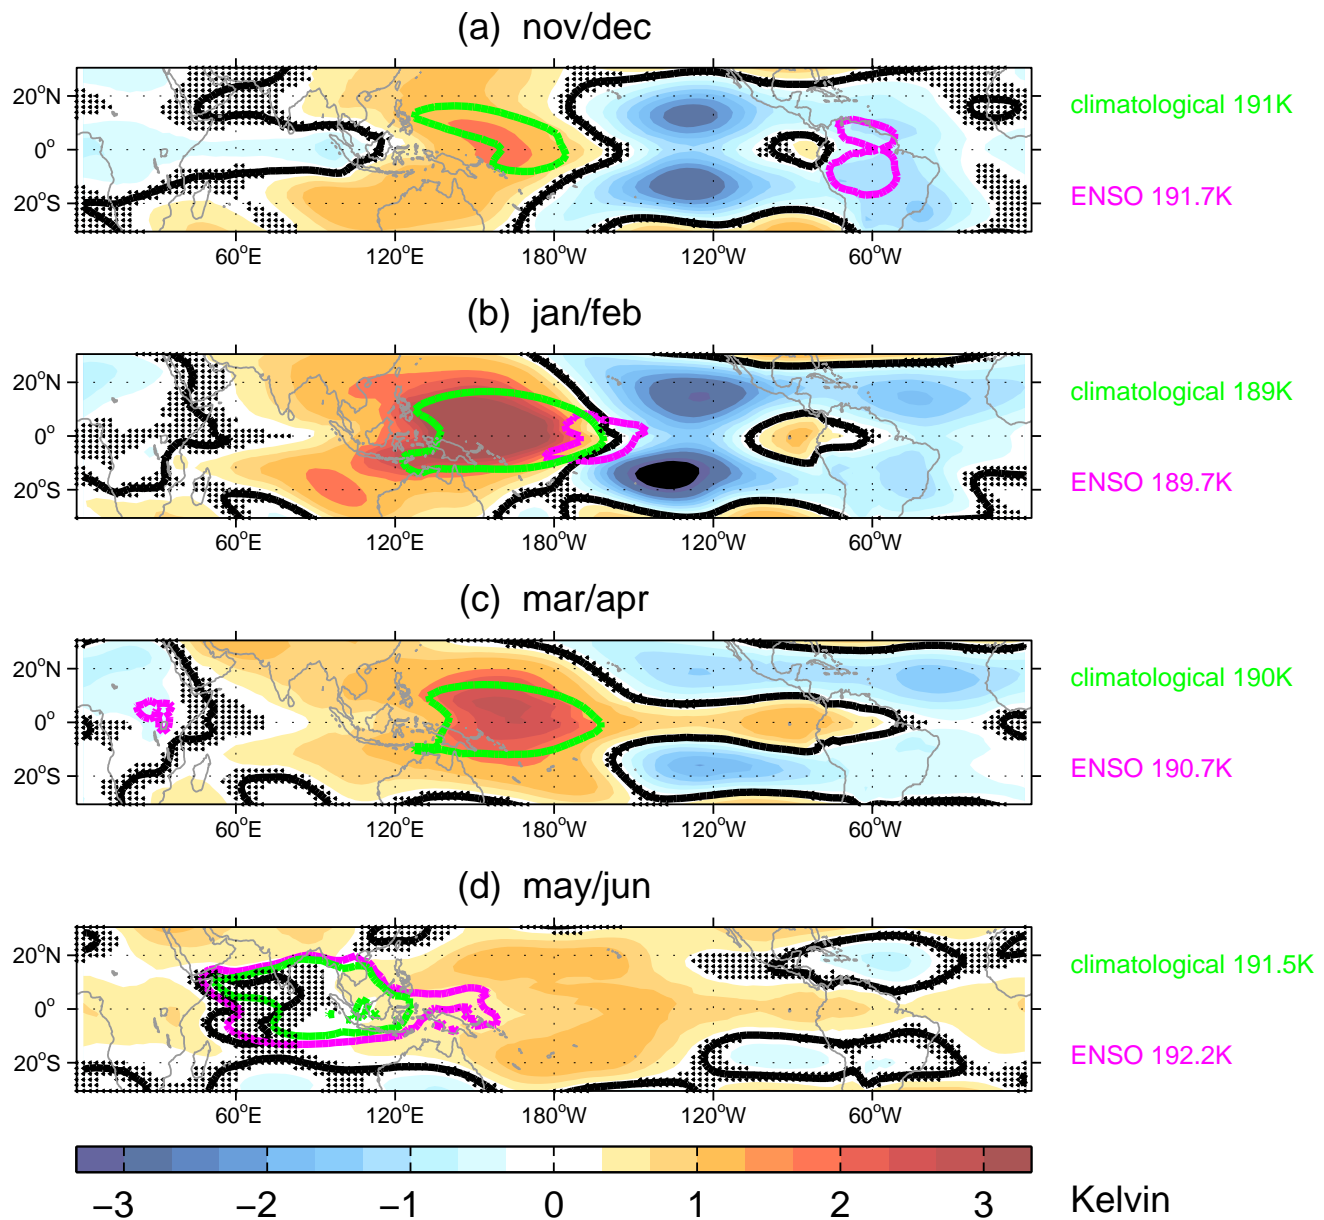 (a) nov/dec
20°N
0°
20°S
60°E 120°E 180°W 120°W 60°W
climatological 191K
ENSO 191.7K
(b) jan/feb
20°N
0°
20°S
60°E 120°E 180°W 120°W 60°W
climatological 189K
ENSO 189.7K
(c) mar/apr
20°N
0°
20°S
60°E 120°E 180°W 120°W 60°W
climatological 190K
ENSO 190.7K
(d) may/jun
20°N
0°
20°S
60°E 120°E 180°W 120°W 60°W
climatological 191.5K
ENSO 192.2K
−3 −2 −1 0 1 2 3 Kelvin